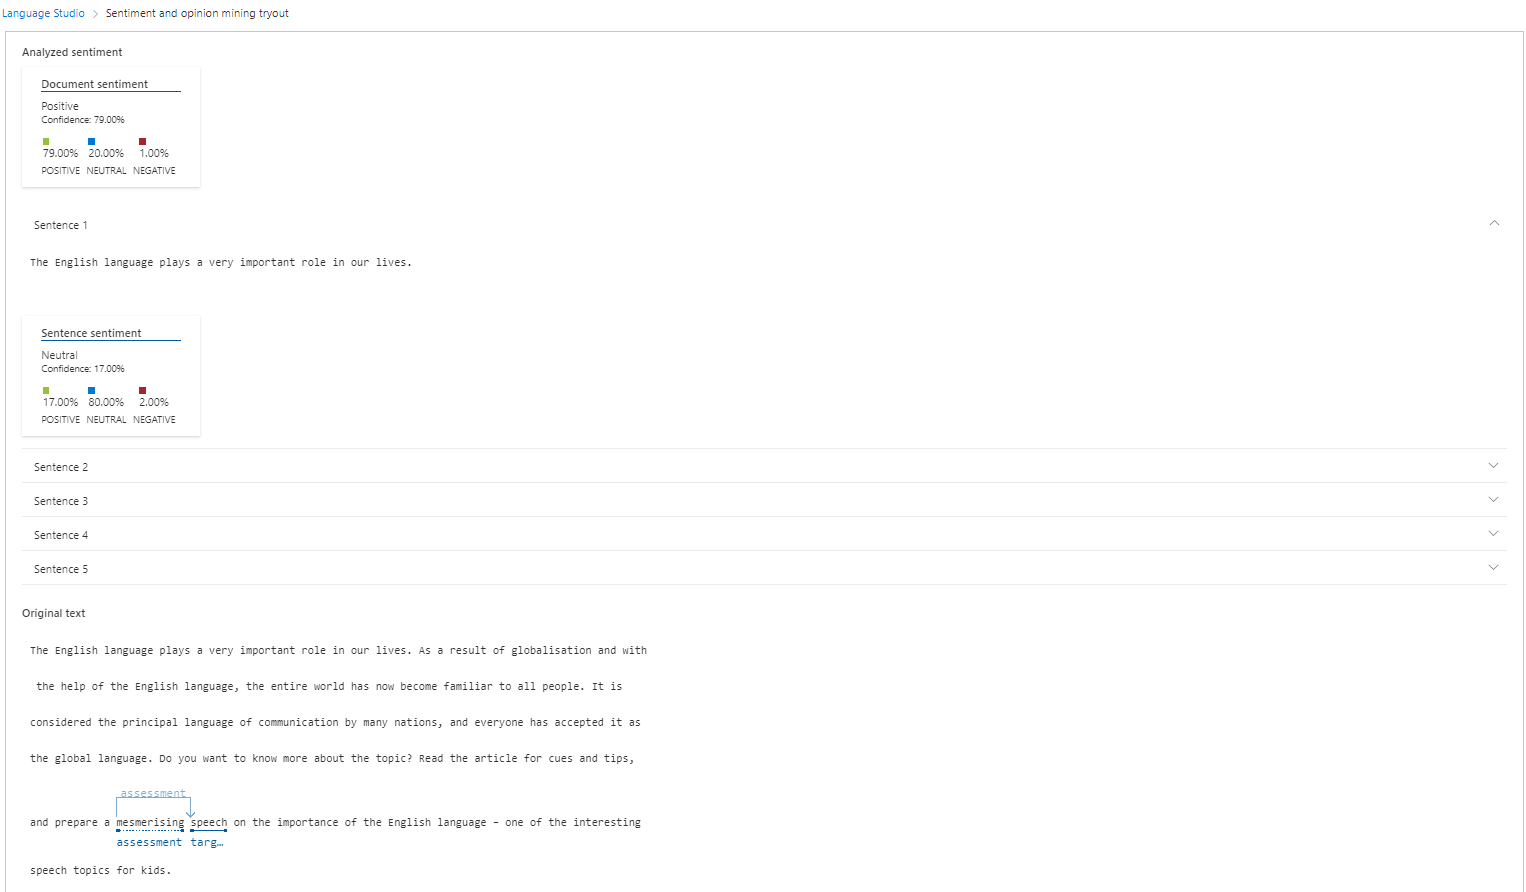 Language Studio > Sentiment and opinion mining tryout
Analyzed sentiment
Document sentiment
Positive
Confidence: 79.00%
79.00% 20.00% 1.00%
POSITIVE NEUTRAL NEGATIVE
Sentence 1
The English language plays a very important role in our lives.
Sentence sentiment
Neutral
Confidence: 17.00%
17.00% 80.00% 2.00%
POSITIVE NEUTRAL NEGATIVE
Sentence 2
Sentence 3
Sentence 4
Sentence 5
Original text
The English language plays a very important role in our lives. As a result of globalisation and with
the help of the English language, the entire world has now become familiar to all people. It is
considered the principal language of communication by many nations, and everyone has accepted it as
the global language. Do you want to know more about the topic? Read the article for cues and tips,
assessment
and prepare a mesmerising speech on the importance of the English language – one of the interesting
assessment targ…
speech topics for kids.